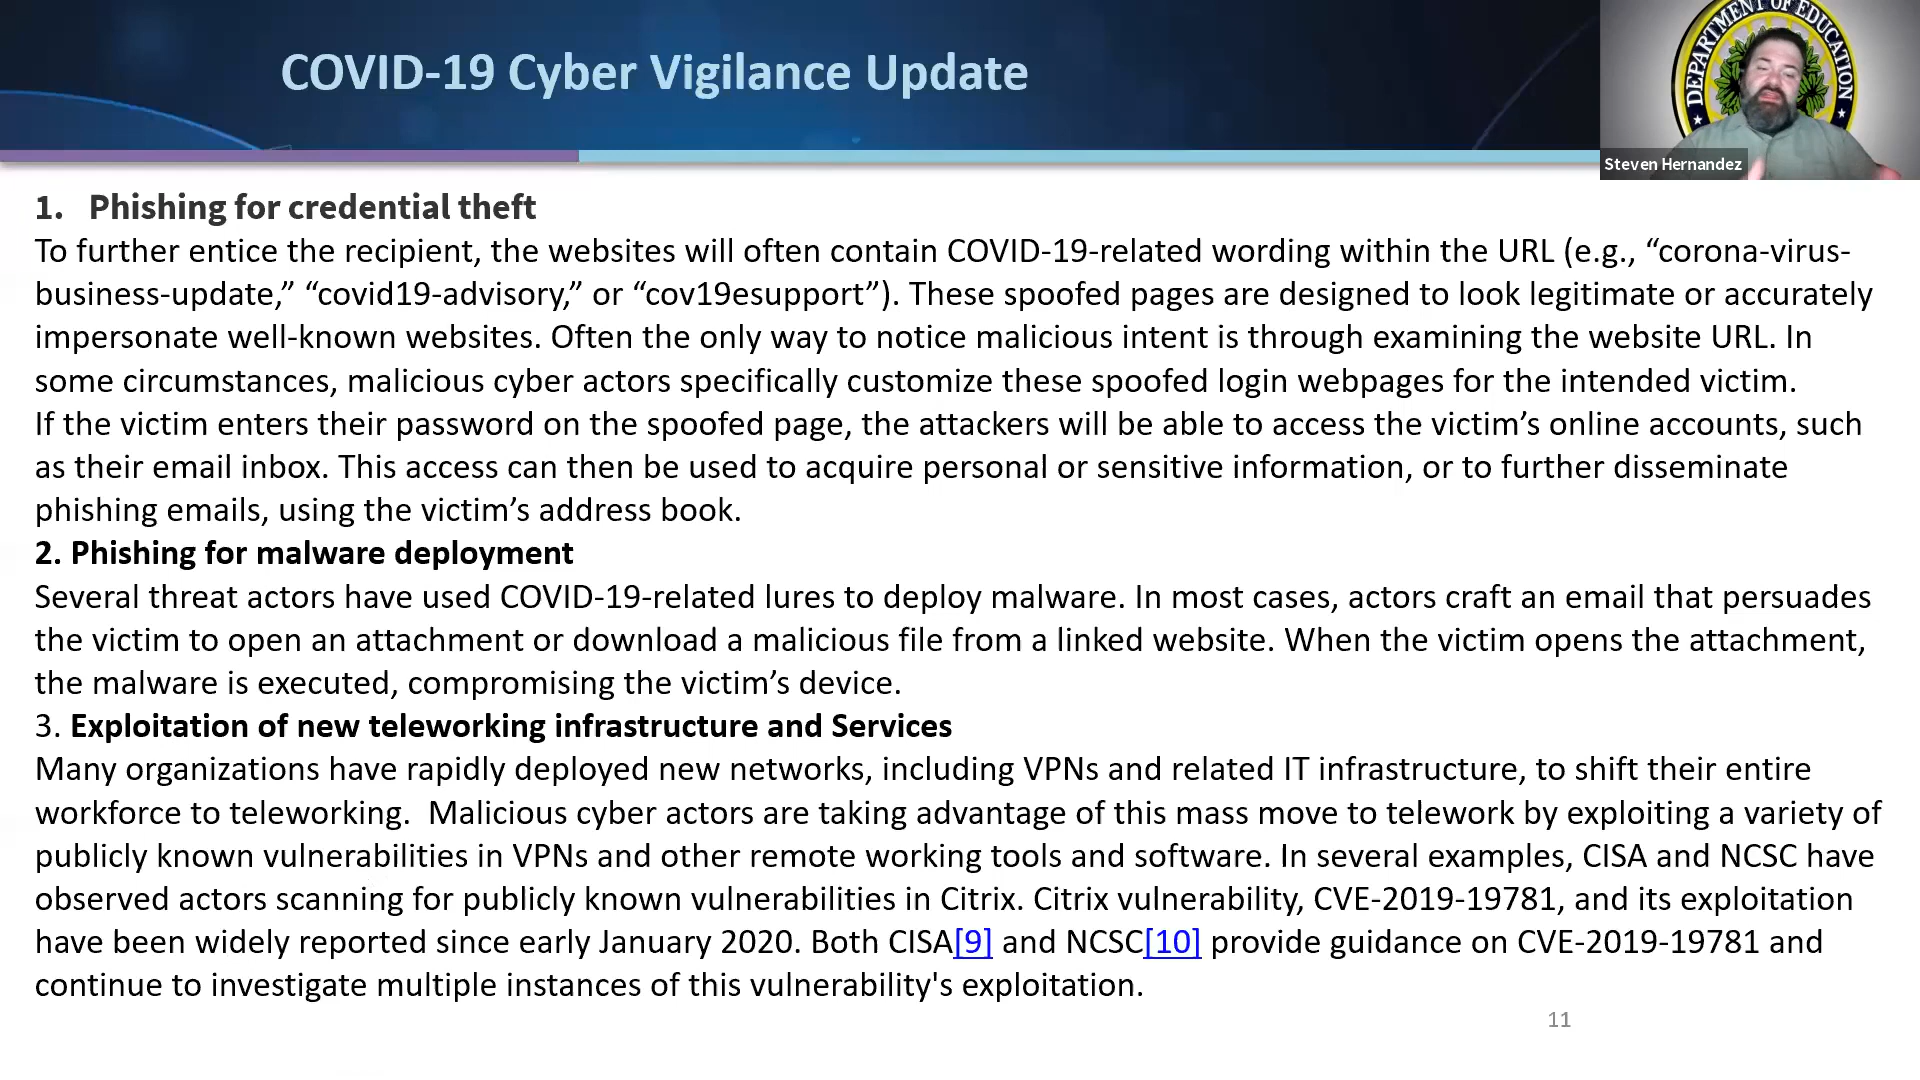 COVID-19 Cyber Vigilance Update
DEPARTMENT OF EDUCATION
Steven Hernandez
1. Phishing for credential theft
To further entice the recipient, the websites will often contain COVID-19-related wording within the URL (e.g., “corona-virus-
business-update,” “covid19-advisory,” or “cov19esupport”). These spoofed pages are designed to look legitimate or accurately
impersonate well-known websites. Often the only way to notice malicious intent is through examining the website URL. In
some circumstances, malicious cyber actors specifically customize these spoofed login webpages for the intended victim.
If the victim enters their password on the spoofed page, the attackers will be able to access the victim’s online accounts, such
as their email inbox. This access can then be used to acquire personal or sensitive information, or to further disseminate
phishing emails, using the victim’s address book.
2. Phishing for malware deployment
Several threat actors have used COVID-19-related lures to deploy malware. In most cases, actors craft an email that persuades
the victim to open an attachment or download a malicious file from a linked website. When the victim opens the attachment,
the malware is executed, compromising the victim’s device.
3. Exploitation of new teleworking infrastructure and Services
Many organizations have rapidly deployed new networks, including VPNs and related IT infrastructure, to shift their entire
workforce to teleworking.  Malicious cyber actors are taking advantage of this mass move to telework by exploiting a variety of
publicly known vulnerabilities in VPNs and other remote working tools and software. In several examples, CISA and NCSC have
observed actors scanning for publicly known vulnerabilities in Citrix. Citrix vulnerability, CVE-2019-19781, and its exploitation
have been widely reported since early January 2020. Both CISA[9] and NCSC[10] provide guidance on CVE-2019-19781 and
continue to investigate multiple instances of this vulnerability's exploitation.
11